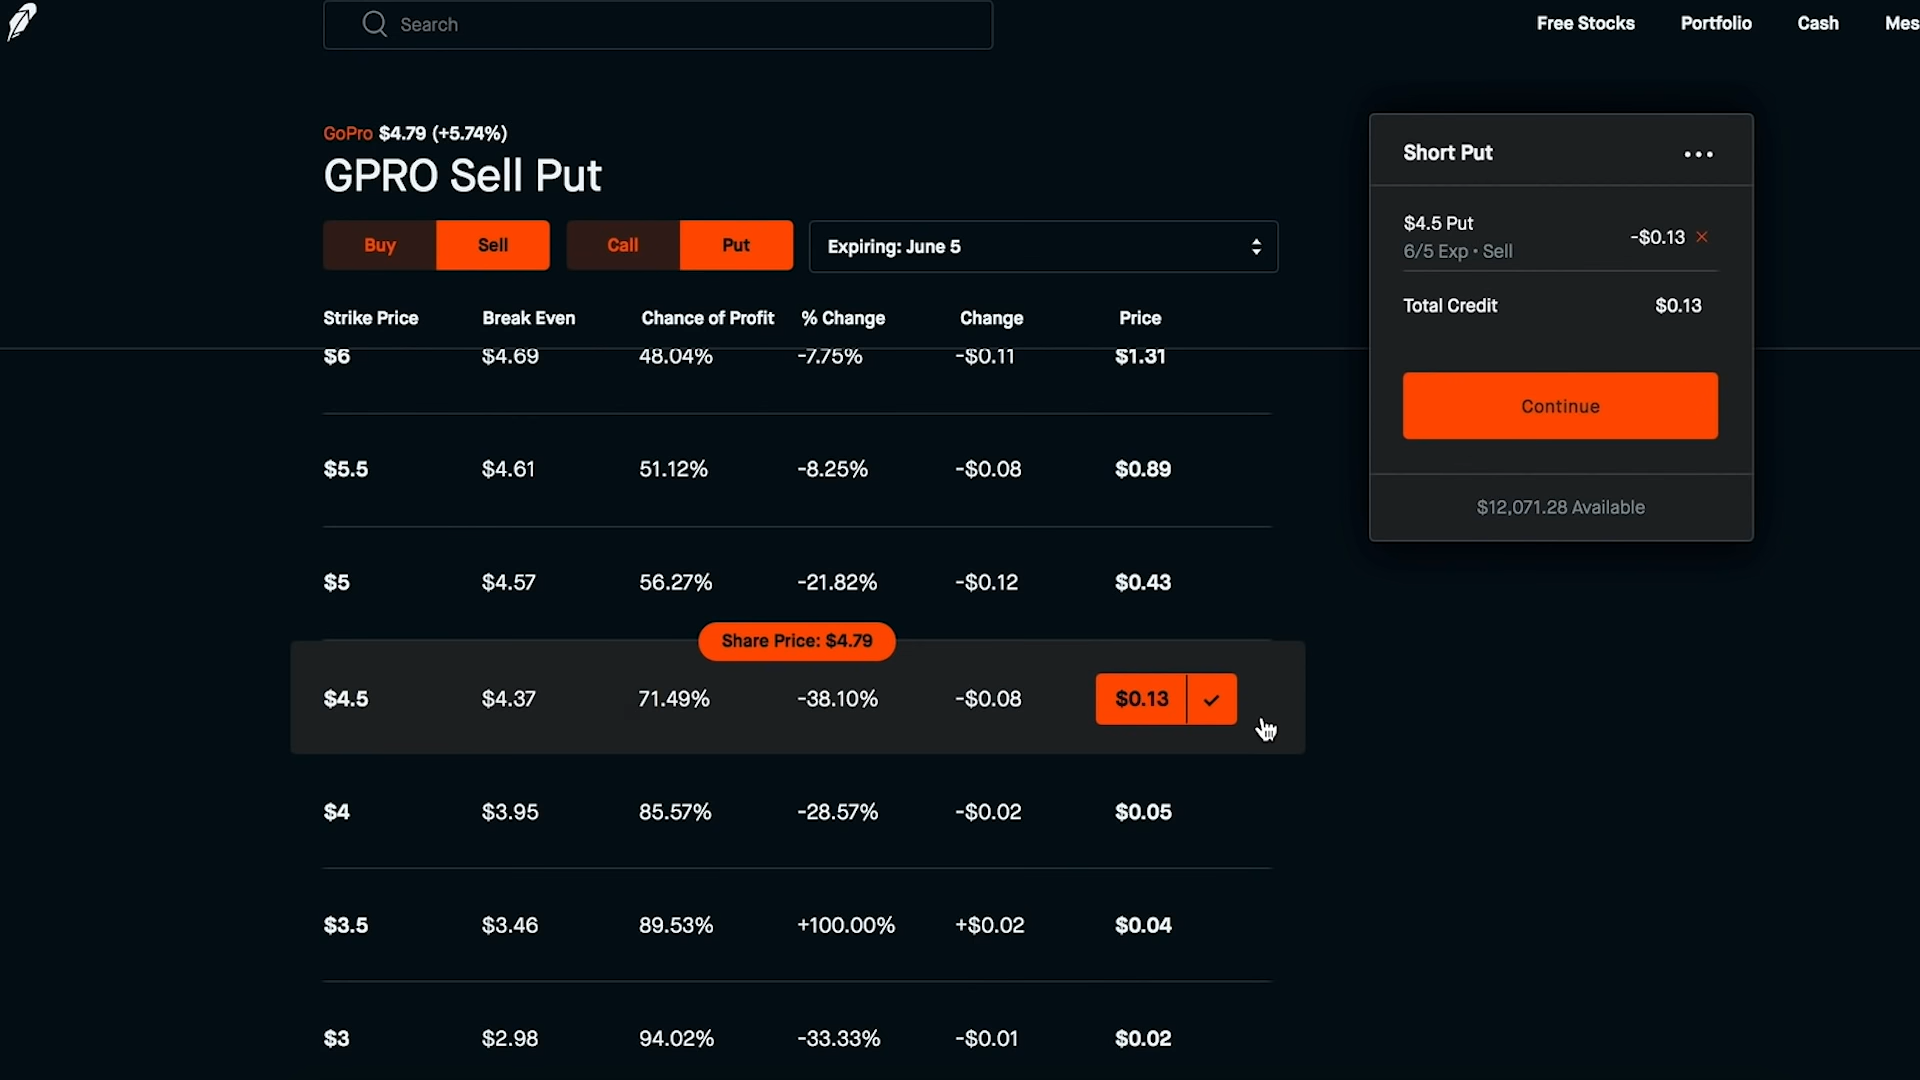 Search
Free Stocks Portfolio Cash Mes
GoPro $4.79 (+5.74%)
GPRO Sell Put
Buy Sell Call Put Expiring: June 5
Strike Price Break Even Chance of Profit % Change Change Price
$6 $4.69 48.04% -7.75% -$0.11 $1.31
$5.5 $4.61 51.12% -8.25% -$0.08 $0.89
$5 $4.57 56.27% -21.82% -$0.12 $0.43
Share Price: $4.79
$4.5 $4.37 71.49% -38.10% -$0.08 $0.13
$4 $3.95 85.57% -28.57% -$0.02 $0.05
$3.5 $3.46 89.53% +100.00% +$0.02 $0.04
$3 $2.98 94.02% -33.33% -$0.01 $0.02
Short Put
$4.5 Put
-$0.13
6/5 Exp • Sell
Total Credit $0.13
Continue
$12,071.28 Available